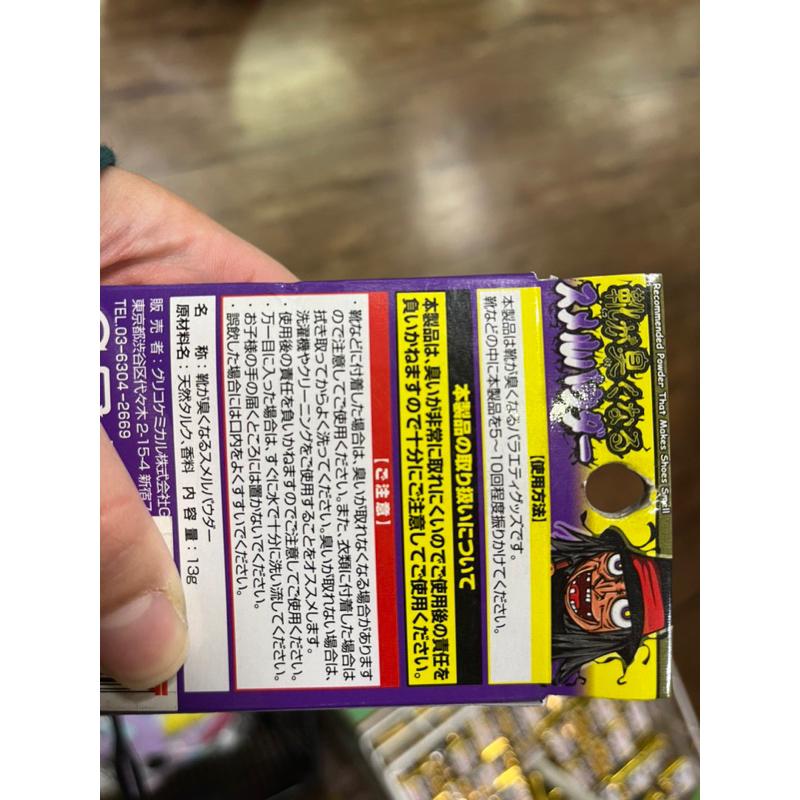 Recommended Powder That Makes Shoes Smell
靴が臭くなる
スメルパウダー
【使用方法】
本製品は靴が臭くなるバラエティグッズです。
靴などの中に本製品を5～10回程度振りかけてください。
本製品の取り扱いについて
本製品は、臭いが非常に取れにくいのでご使用後の責任を
負いかねますので十分にご注意してご使用ください。
【ご注意】
・靴などに付着した場合は、臭いが取れなくなる場合があります
ので注意してご使用ください。また、衣類に付着した場合は
拭き取ってからよく洗ってください。臭いが取れない場合は、
洗濯機やクリーニングをご使用することをオススメします。
・使用後の責任を負いかねますのでご注意してご使用ください。
万一目に入った場合は、すぐに水で十分に洗い流してください。
・お子様の手の届くところには置かないでください。
誤飲した場合には口内をよくすすいでください。
名 称：靴が臭くなるスメルパウダー
原材料名：天然タルク、香料 内 容 量：13g
販 売 者：グリコケミカル株式会社
東京都渋谷区代々木2-15-4 新宿
TEL.03-6304-2669